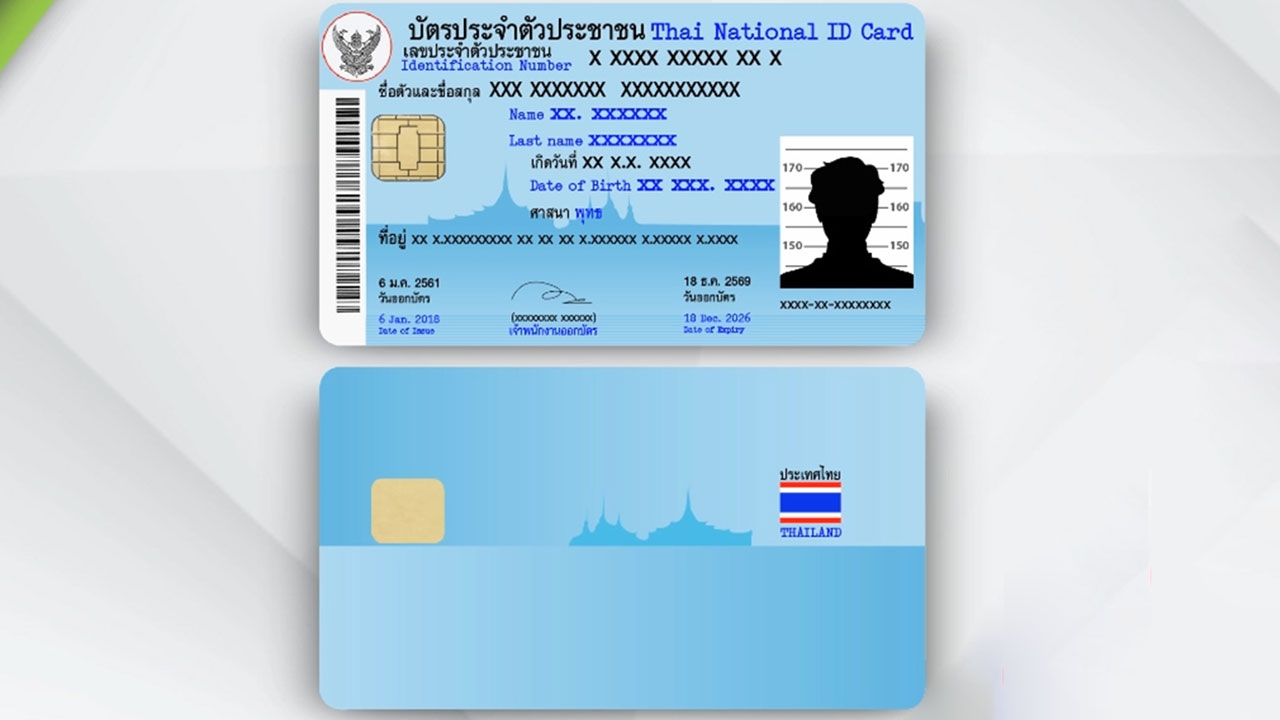 บัตรประจำตัวประชาชน Thai National ID Card
เลขประจำตัวประชาชน
Identification Number X XXXX XXXXX XX X
ชื่อตัวและชื่อสกุล XXX XXXXXXX XXXXXXXXXXX
Name XX. XXXXXX
Last name XXXXXXX
เกิดวันที่ XX X.X. XXXX
Date of Birth XX XXX. XXXX
ศาสนา พุทธ
ที่อยู่ XX X.XXXXXXXXX XX XX XX X.XXXXXX X.XXXXX X.XXXX
170 170
160 160
150 150
6 ม.ค. 2561
วันออกบัตร
6 Jan. 2018
Date of Issue
(XXXXXXXX XXXXXX)
เจ้าพนักงานออกบัตร
18 ธ.ค. 2569
วันออกบัตร
18 Dec. 2026
Date of Expiry
XXXX-XX-XXXXXXXX
ประเทศไทย
THAILAND